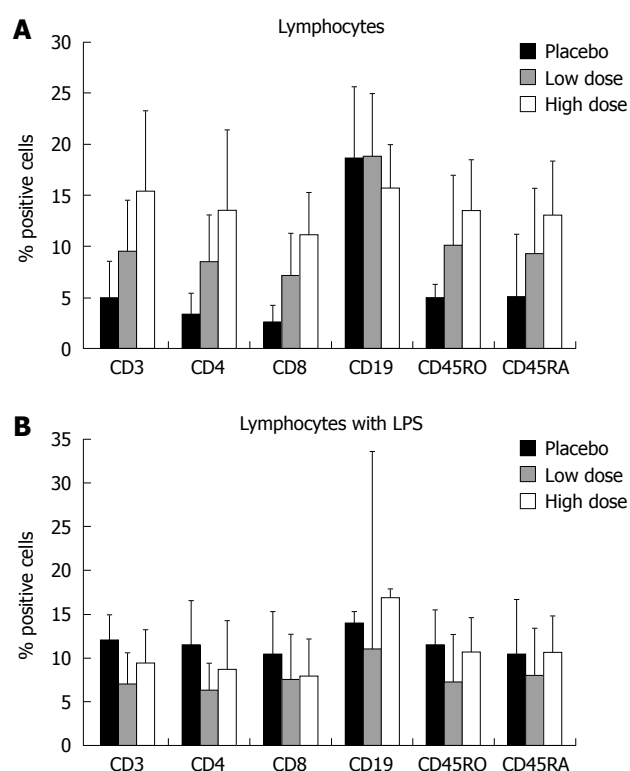 A
Lymphocytes
30
25
20
15
10
5
0
% positive cells
Placebo
Low dose
High dose
CD3 CD4 CD8 CD19 CD45RO CD45RA
B
Lymphocytes with LPS
35
30
25
20
15
10
5
0
% positive cells
Placebo
Low dose
High dose
CD3 CD4 CD8 CD19 CD45RO CD45RA